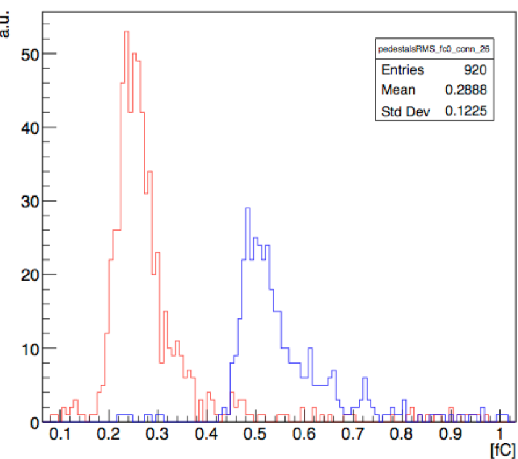 a.u.
50
40
30
20
10
0
pedestalsRMS_fc0_conn_26
Entries 920
Mean 0.2888
Std Dev 0.1225
0.1 0.2 0.3 0.4 0.5 0.6 0.7 0.8 0.9 1
[fC]